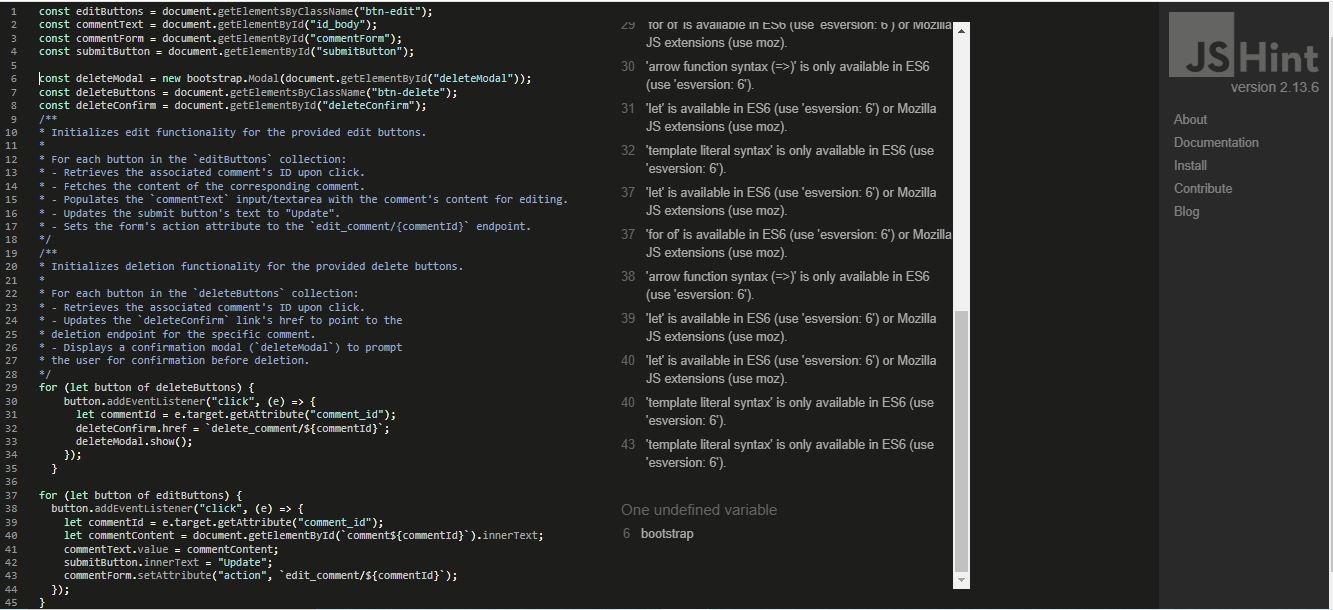 1 const editButtons = document.getElementsByClassName("btn-edit");
2 const commentText = document.getElementById("id_body");
3 const commentForm = document.getElementById("commentForm");
4 const submitButton = document.getElementById("submitButton");
5
6 const deleteModal = new bootstrap.Modal(document.getElementById("deleteModal"));
7 const deleteButtons = document.getElementsByClassName("btn-delete");
8 const deleteConfirm = document.getElementById("deleteConfirm");
9 /**
10 * Initializes edit functionality for the provided edit buttons.
11 *
12 * For each button in the `editButtons` collection:
13 * - Retrieves the associated comment's ID upon click.
14 * - Fetches the content of the corresponding comment.
15 * - Populates the `commentText` input/textarea with the comment's content for editing.
16 * - Updates the submit button's text to "Update".
17 * - Sets the form's action attribute to the `edit_comment/{commentId}` endpoint.
18 */
19 /**
20 * Initializes deletion functionality for the provided delete buttons.
21 *
22 * For each button in the `deleteButtons` collection:
23 * - Retrieves the associated comment's ID upon click.
24 * - Updates the `deleteConfirm` link's href to point to the
25 * deletion endpoint for the specific comment.
26 * - Displays a confirmation modal (`deleteModal`) to prompt
27 * the user for confirmation before deletion.
28 */
29 for (let button of deleteButtons) {
30 button.addEventListener("click", (e) => {
31 let commentId = e.target.getAttribute("comment_id");
32 deleteConfirm.href = `delete_comment/${commentId}`;
33 deleteModal.show();
34 });
35 }
36
37 for (let button of editButtons) {
38 button.addEventListener("click", (e) => {
39 let commentId = e.target.getAttribute("comment_id");
40 let commentContent = document.getElementById(`comment${commentId}`).innerText;
41 commentText.value = commentContent;
42 submitButton.innerText = "Update";
43 commentForm.setAttribute("action", `edit_comment/${commentId}`);
44 });
45 }
29 'for of' is available in ES6 (use 'esversion: 6') or Mozilla
JS extensions (use moz).
30 'arrow function syntax (=>)' is only available in ES6
(use 'esversion: 6').
31 'let' is available in ES6 (use 'esversion: 6') or Mozilla
JS extensions (use moz).
32 'template literal syntax' is only available in ES6 (use
'esversion: 6').
37 'let' is available in ES6 (use 'esversion: 6') or Mozilla
JS extensions (use moz).
37 'for of' is available in ES6 (use 'esversion: 6') or Mozilla
JS extensions (use moz).
38 'arrow function syntax (=>)' is only available in ES6
(use 'esversion: 6').
39 'let' is available in ES6 (use 'esversion: 6') or Mozilla
JS extensions (use moz).
40 'let' is available in ES6 (use 'esversion: 6') or Mozilla
JS extensions (use moz).
40 'template literal syntax' is only available in ES6 (use
'esversion: 6').
43 'template literal syntax' is only available in ES6 (use
'esversion: 6').
One undefined variable
6 bootstrap
JSHint
version 2.13.6
About
Documentation
Install
Contribute
Blog